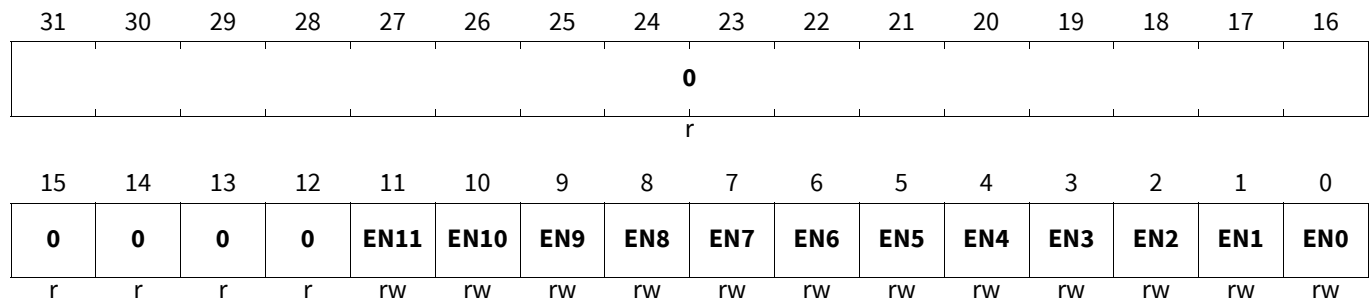 31 30 29 28 27 26 25 24 23 22 21 20 19 18 17 16
0
r
15 14 13 12 11 10 9 8 7 6 5 4 3 2 1 0
0 0 0 0 EN11 EN10 EN9 EN8 EN7 EN6 EN5 EN4 EN3 EN2 EN1 EN0
r r r r rw rw rw rw rw rw rw rw rw rw rw rw